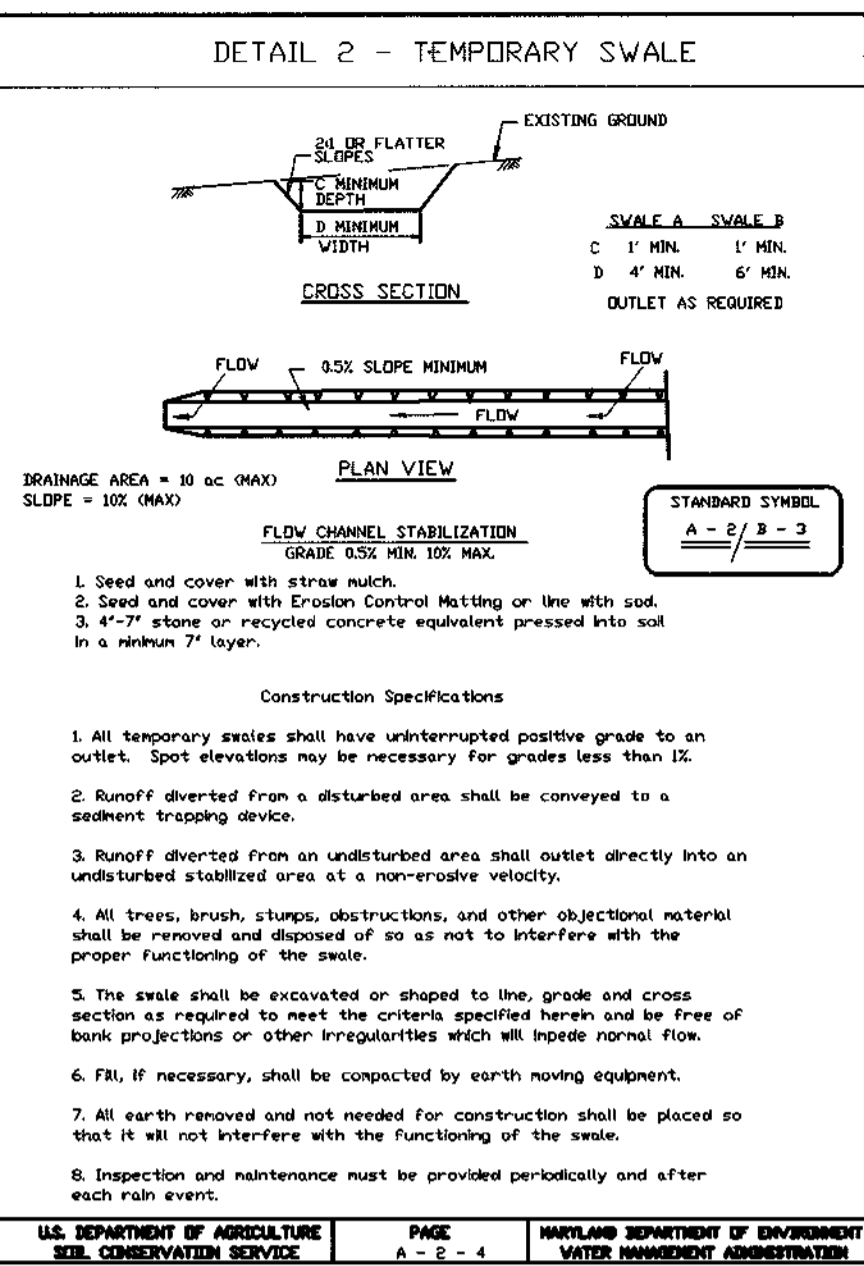 DETAIL 2 - TEMPORARY SWALE
EXISTING GROUND
2:1 OR FLATTER
SLOPES
C MINIMUM
DEPTH
D MINIMUM
WIDTH
CROSS SECTION
SWALE A SWALE B
C 1' MIN. 1' MIN.
D 4' MIN. 6' MIN.
OUTLET AS REQUIRED
FLOW
0.5% SLOPE MINIMUM
FLOW
FLOW
PLAN VIEW
DRAINAGE AREA = 10 ac (MAX)
SLOPE = 10% (MAX)
STANDARD SYMBOL
A - 2 / B - 3
FLOW CHANNEL STABILIZATION
GRADE 0.5% MIN. 10% MAX.
1. Seed and cover with straw mulch.
2. Seed and cover with Erosion Control Matting or line with sod.
3. 4"-7" stone or recycled concrete equivalent pressed into soil
in a minimum 7" layer.
Construction Specifications
1. All temporary swales shall have uninterrupted positive grade to an
outlet. Spot elevations may be necessary for grades less than 1%.
2. Runoff diverted from a disturbed area shall be conveyed to a
sediment trapping device.
3. Runoff diverted from an undisturbed area shall outlet directly into an
undisturbed stabilized area at a non-erosive velocity.
4. All trees, brush, stumps, obstructions, and other objectional material
shall be removed and disposed of so as not to interfere with the
proper functioning of the swale.
5. The swale shall be excavated or shaped to line, grade and cross
section as required to meet the criteria specified herein and be free of
bank projections or other irregularities which will impede normal flow.
6. Fill, if necessary, shall be compacted by earth moving equipment.
7. All earth removed and not needed for construction shall be placed so
that it will not interfere with the functioning of the swale.
8. Inspection and maintenance must be provided periodically and after
each rain event.
U.S. DEPARTMENT OF AGRICULTURE
SOIL CONSERVATION SERVICE
PAGE
A - 2 - 4
MARYLAND DEPARTMENT OF ENVIRONMENT
WATER MANAGEMENT ADMINISTRATION